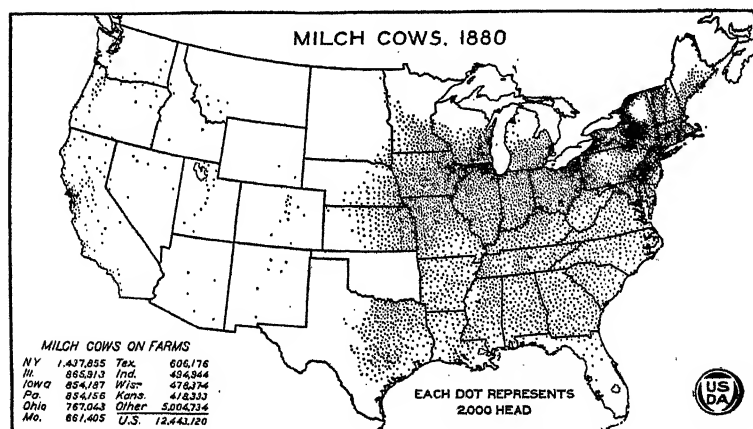 MILCH COWS, 1880
MILCH COWS ON FARMS
N.Y. 1,437,855 Tex. 606,176
Ill. 865,913 Ind. 494,944
Iowa 854,187 Wis. 478,374
Pa. 854,156 Kans. 418,333
Ohio 767,043 Other 5,004,734
Mo. 661,405 U.S. 12,443,120
EACH DOT REPRESENTS
2,000 HEAD
US
DA